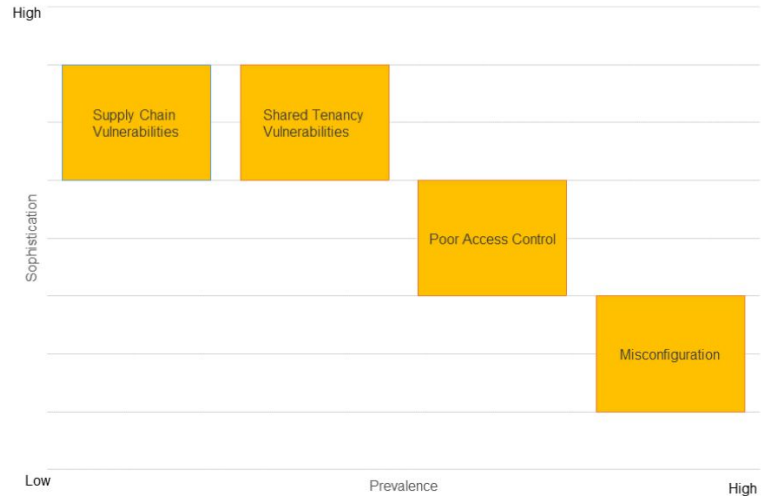 High
Supply Chain
Vulnerabilities
Shared Tenancy
Vulnerabilities
Sophistication
Poor Access Control
Misconfiguration
Low
Prevalence
High